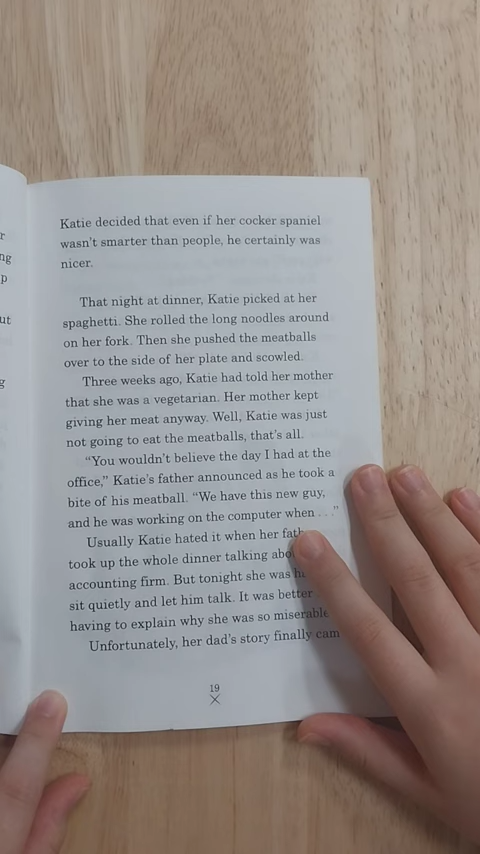 r
ng
p
ut
g
Katie decided that even if her cocker spaniel
wasn't smarter than people, he certainly was
nicer.
That night at dinner, Katie picked at her
spaghetti. She rolled the long noodles around
on her fork. Then she pushed the meatballs
over to the side of her plate and scowled.
Three weeks ago, Katie had told her mother
that she was a vegetarian. Her mother kept
giving her meat anyway. Well, Katie was just
not going to eat the meatballs, that's all.
"You wouldn't believe the day I had at the
office," Katie's father announced as he took a
bite of his meatball. "We have this new guy,
and he was working on the computer when . . ."
Usually Katie hated it when her fath
took up the whole dinner talking abo
accounting firm. But tonight she was h
sit quietly and let him talk. It was better
having to explain why she was so miserable
Unfortunately, her dad's story finally cam
19